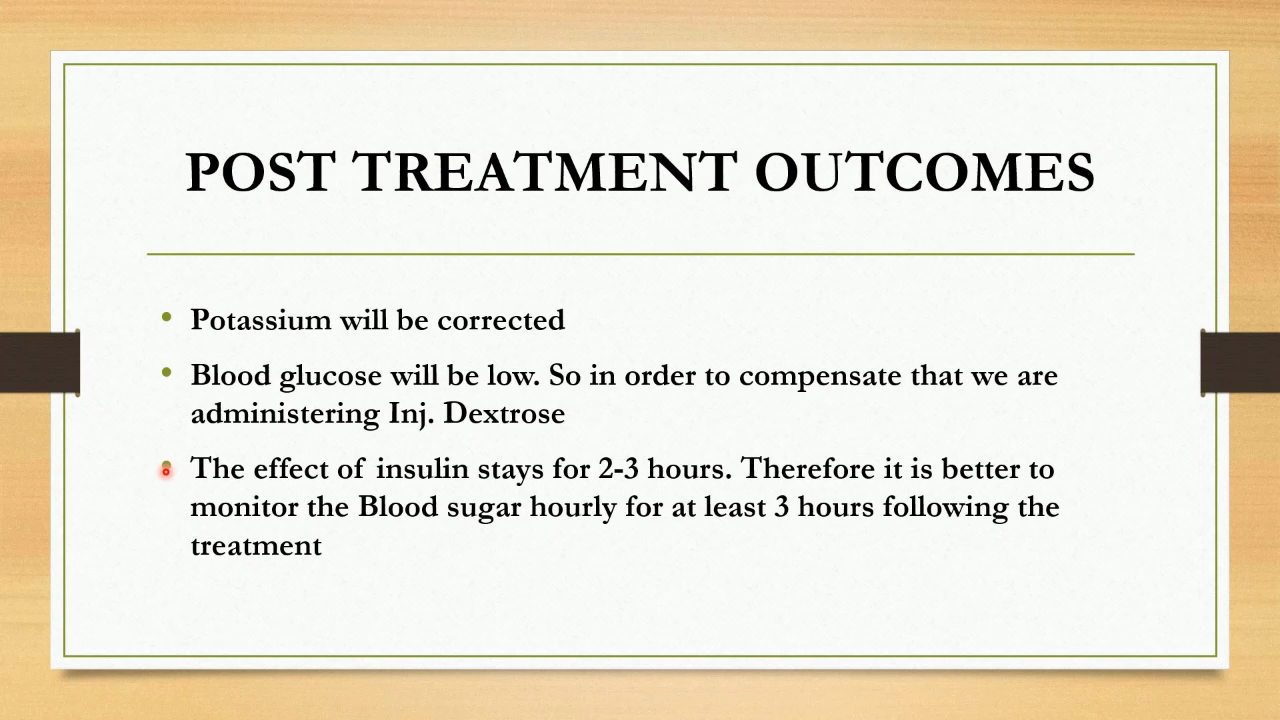 POST TREATMENT OUTCOMES
• Potassium will be corrected
• Blood glucose will be low. So in order to compensate that we are
administering Inj. Dextrose
• The effect of insulin stays for 2-3 hours. Therefore it is better to
monitor the Blood sugar hourly for at least 3 hours following the
treatment